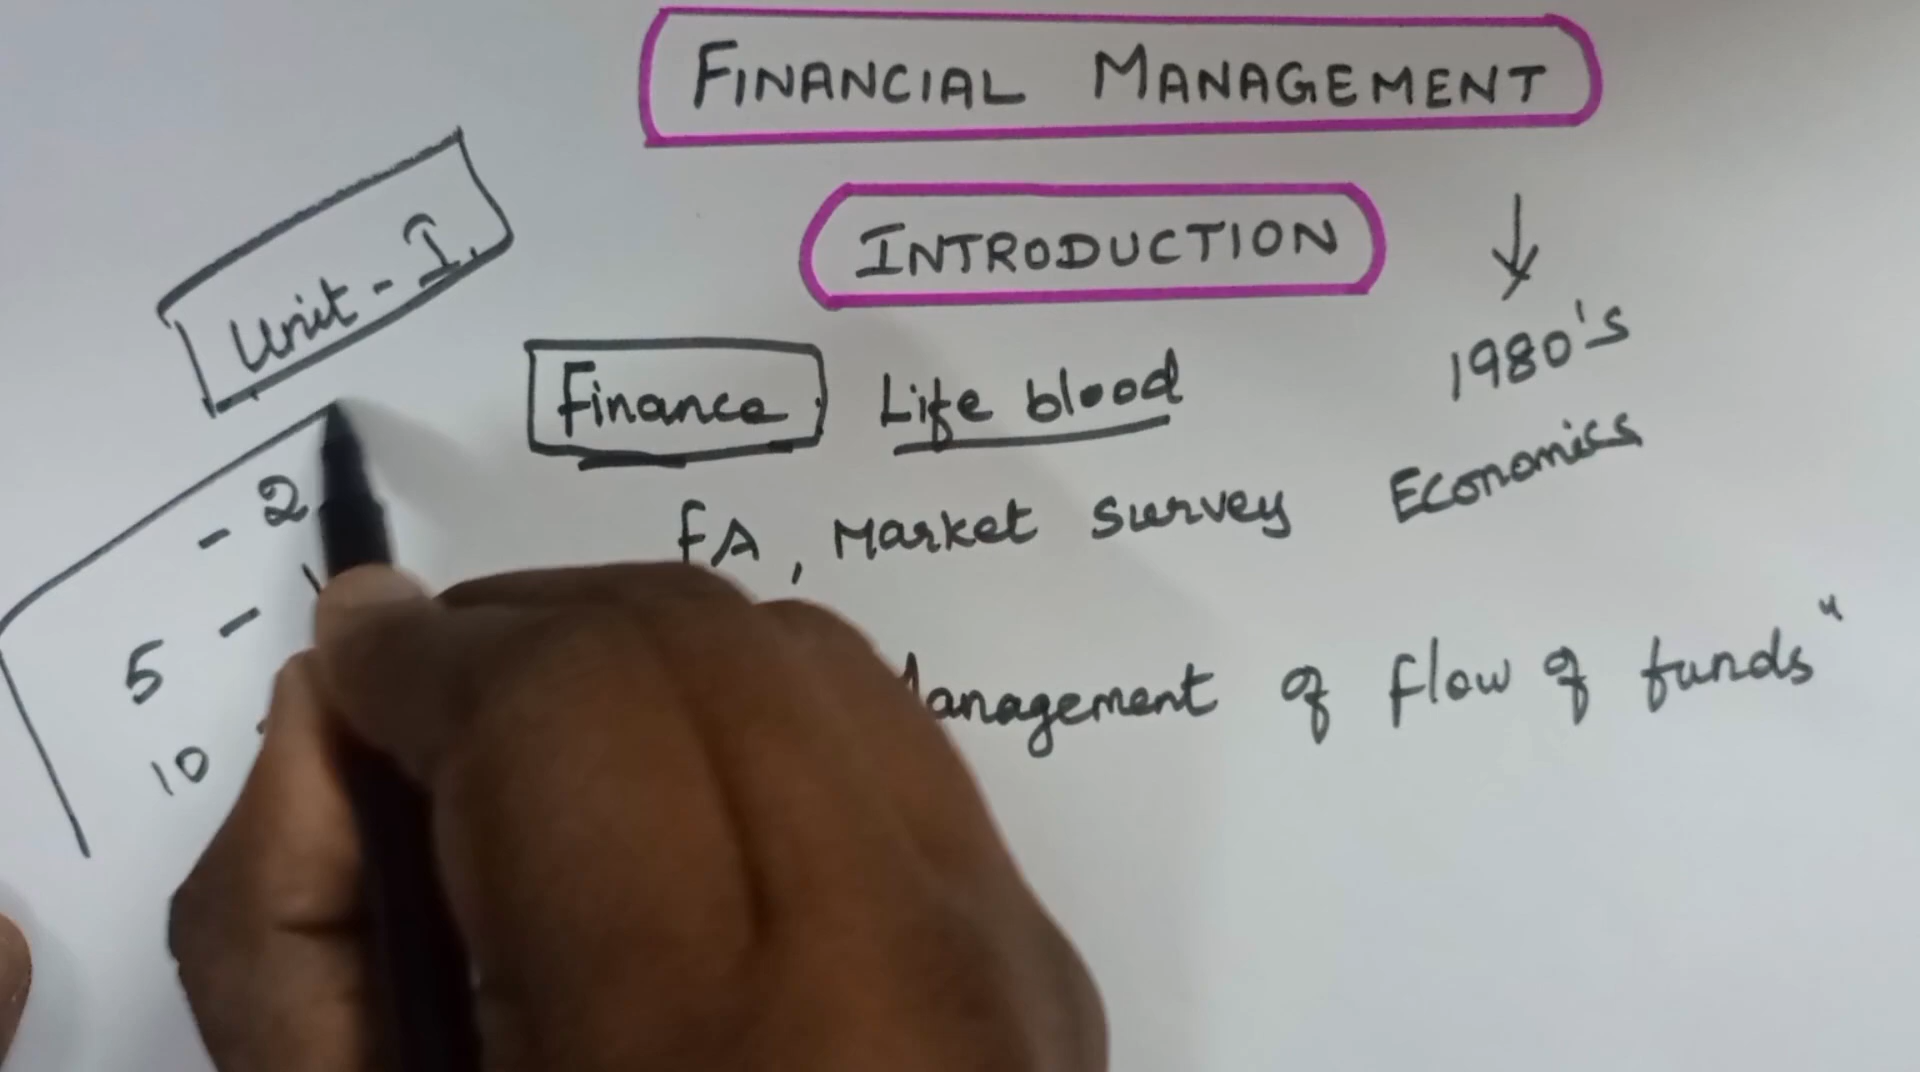 FINANCIAL MANAGEMENT
INTRODUCTION
Unit - I.
Finance Life blood
1980's
FA, Market survey Economics
- 2
5 -
10
of flow of funds"